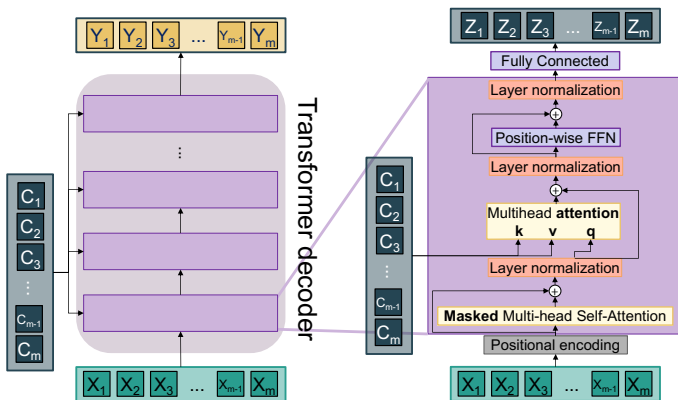 Y1 Y2 Y3 ... Ym-1 Ym
Transformer decoder
...
C1
C2
C3
...
Cm-1
Cm
X1 X2 X3 ... Xm-1 Xm
Z1 Z2 Z3 ... Zm-1 Zm
Fully Connected
Layer normalization
+
Position-wise FFN
Layer normalization
+
Multihead attention
k v q
Layer normalization
+
Masked Multi-head Self-Attention
Positional encoding
C1
C2
C3
...
Cm-1
Cm
X1 X2 X3 ... Xm-1 Xm